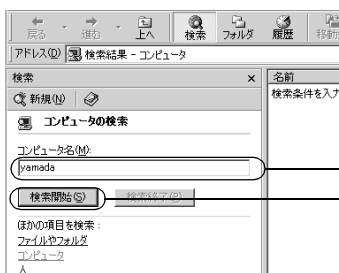 戻る 進む 上へ 検索 フォルダ 履歴 移動
アドレス(D) 検索結果 - コンピュータ
検索 × 名前
新規(N) 検索条件を入力
コンピュータの検索
コンピュータ名(M):
yamada
検索開始(S) 検索終了(P)
ほかの項目を検索:
ファイルやフォルダ
コンピュータ
人